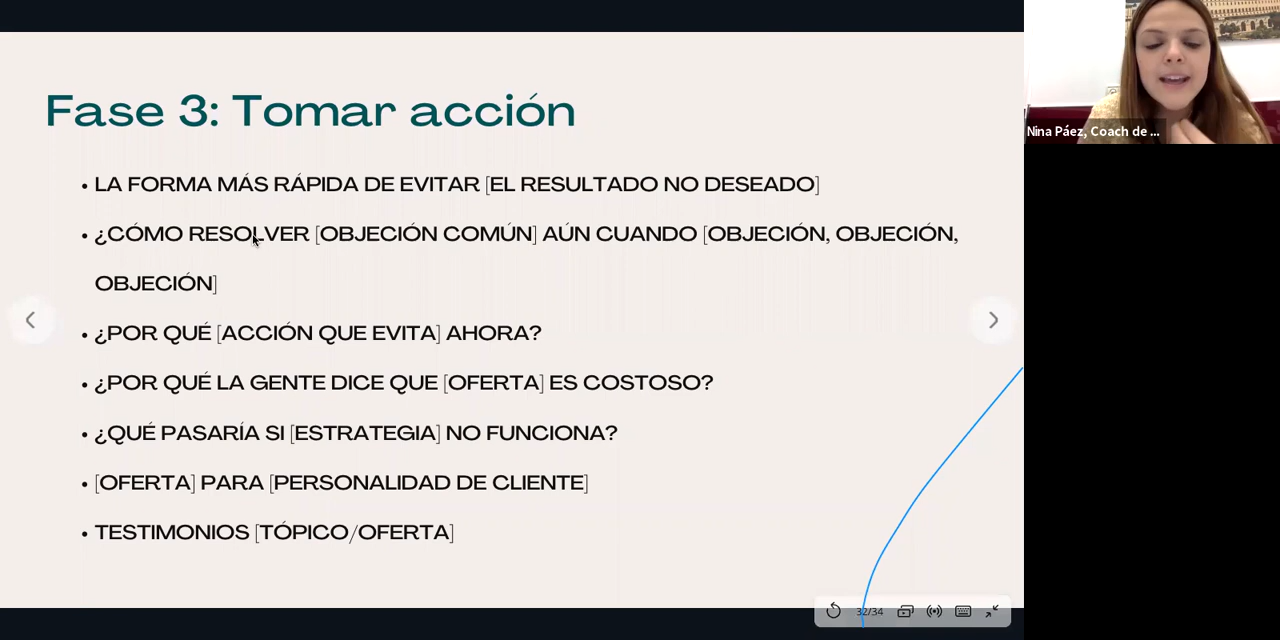 Fase 3: Tomar acción
• LA FORMA MÁS RÁPIDA DE EVITAR [EL RESULTADO NO DESEADO]
• ¿CÓMO RESOLVER [OBJECIÓN COMÚN] AÚN CUANDO [OBJECIÓN, OBJECIÓN,
OBJECIÓN]
• ¿POR QUÉ [ACCIÓN QUE EVITA] AHORA?
• ¿POR QUÉ LA GENTE DICE QUE [OFERTA] ES COSTOSO?
• ¿QUÉ PASARÍA SI [ESTRATEGIA] NO FUNCIONA?
• [OFERTA] PARA [PERSONALIDAD DE CLIENTE]
• TESTIMONIOS [TÓPICO/OFERTA]
32/34
Nina Páez, Coach de ...